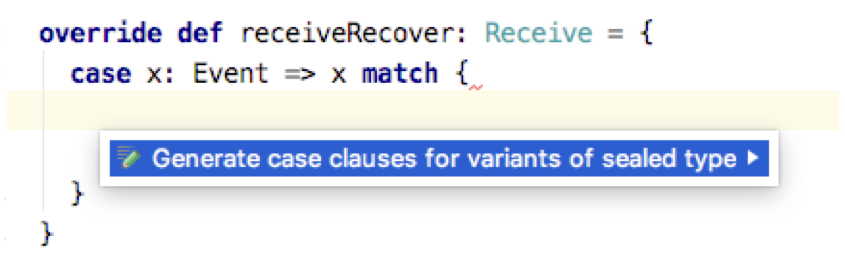 override def receiveRecover: Receive = {
case x: Event => x match {
Generate case clauses for variants of sealed type
}
}